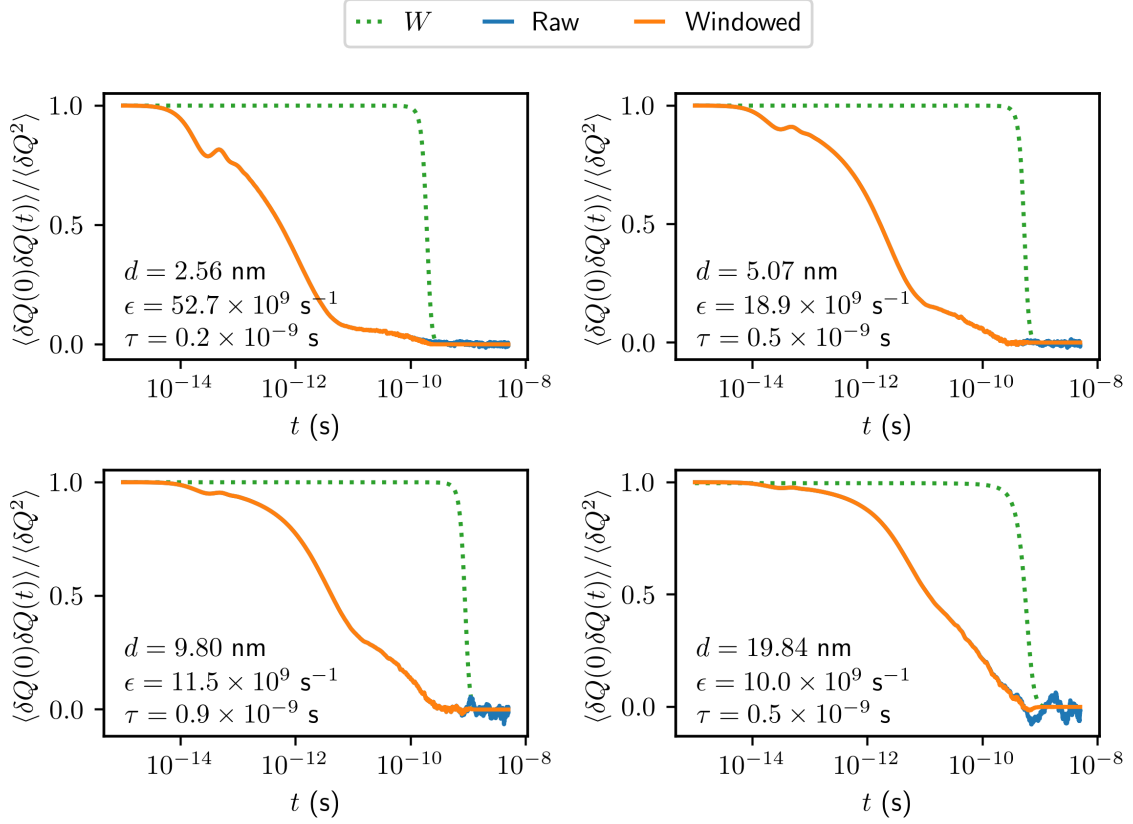 W Raw Windowed
⟨δQ(0)δQ(t)⟩/⟨δQ²⟩
1.0
0.5
0.0
d = 2.56 nm
ϵ = 52.7 × 10⁹ s⁻¹
τ = 0.2 × 10⁻⁹ s
10⁻¹⁴ 10⁻¹² 10⁻¹⁰ 10⁻⁸
t (s)
⟨δQ(0)δQ(t)⟩/⟨δQ²⟩
1.0
0.5
0.0
d = 5.07 nm
ϵ = 18.9 × 10⁹ s⁻¹
τ = 0.5 × 10⁻⁹ s
10⁻¹⁴ 10⁻¹² 10⁻¹⁰ 10⁻⁸
t (s)
⟨δQ(0)δQ(t)⟩/⟨δQ²⟩
1.0
0.5
0.0
d = 9.80 nm
ϵ = 11.5 × 10⁹ s⁻¹
τ = 0.9 × 10⁻⁹ s
10⁻¹⁴ 10⁻¹² 10⁻¹⁰ 10⁻⁸
t (s)
⟨δQ(0)δQ(t)⟩/⟨δQ²⟩
1.0
0.5
0.0
d = 19.84 nm
ϵ = 10.0 × 10⁹ s⁻¹
τ = 0.5 × 10⁻⁹ s
10⁻¹⁴ 10⁻¹² 10⁻¹⁰ 10⁻⁸
t (s)